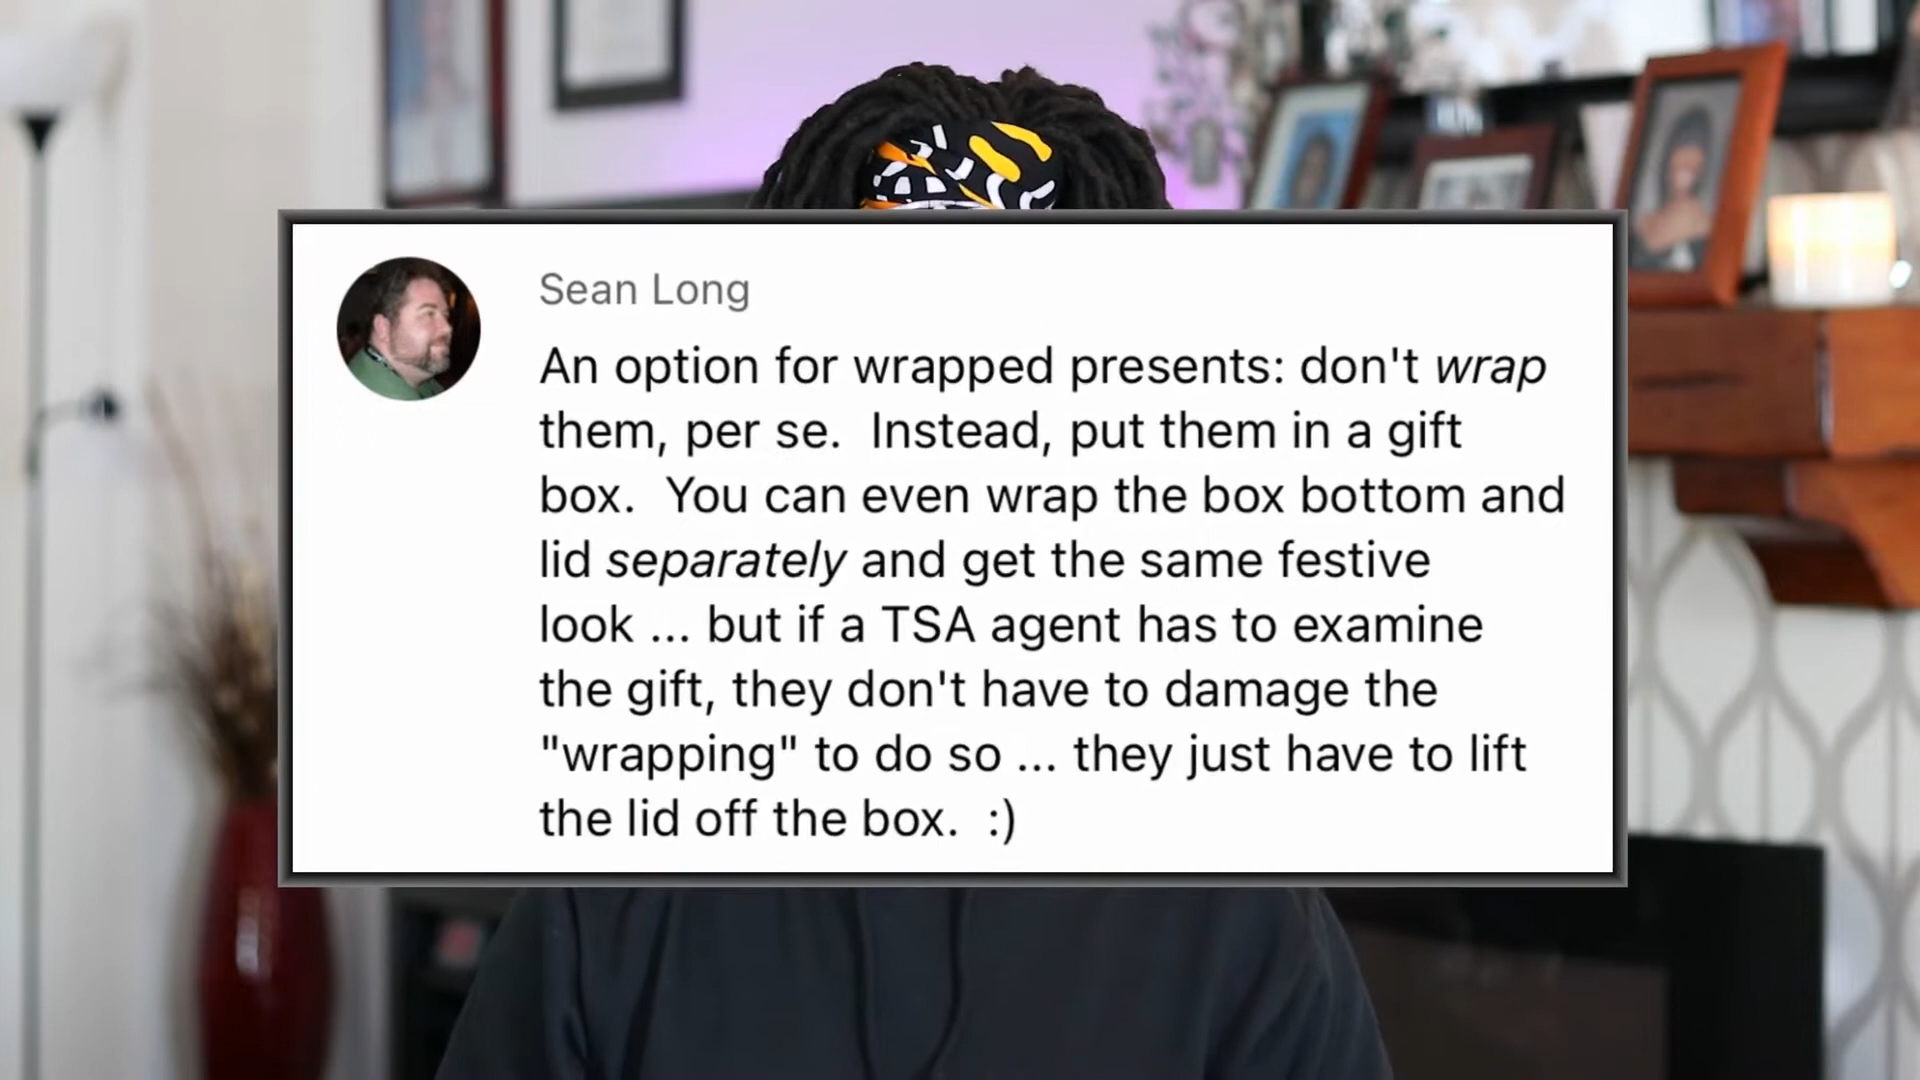 Sean Long
An option for wrapped presents: don't wrap
them, per se.  Instead, put them in a gift
box.  You can even wrap the box bottom and
lid separately and get the same festive
look ... but if a TSA agent has to examine
the gift, they don't have to damage the
"wrapping" to do so ... they just have to lift
the lid off the box.  :)